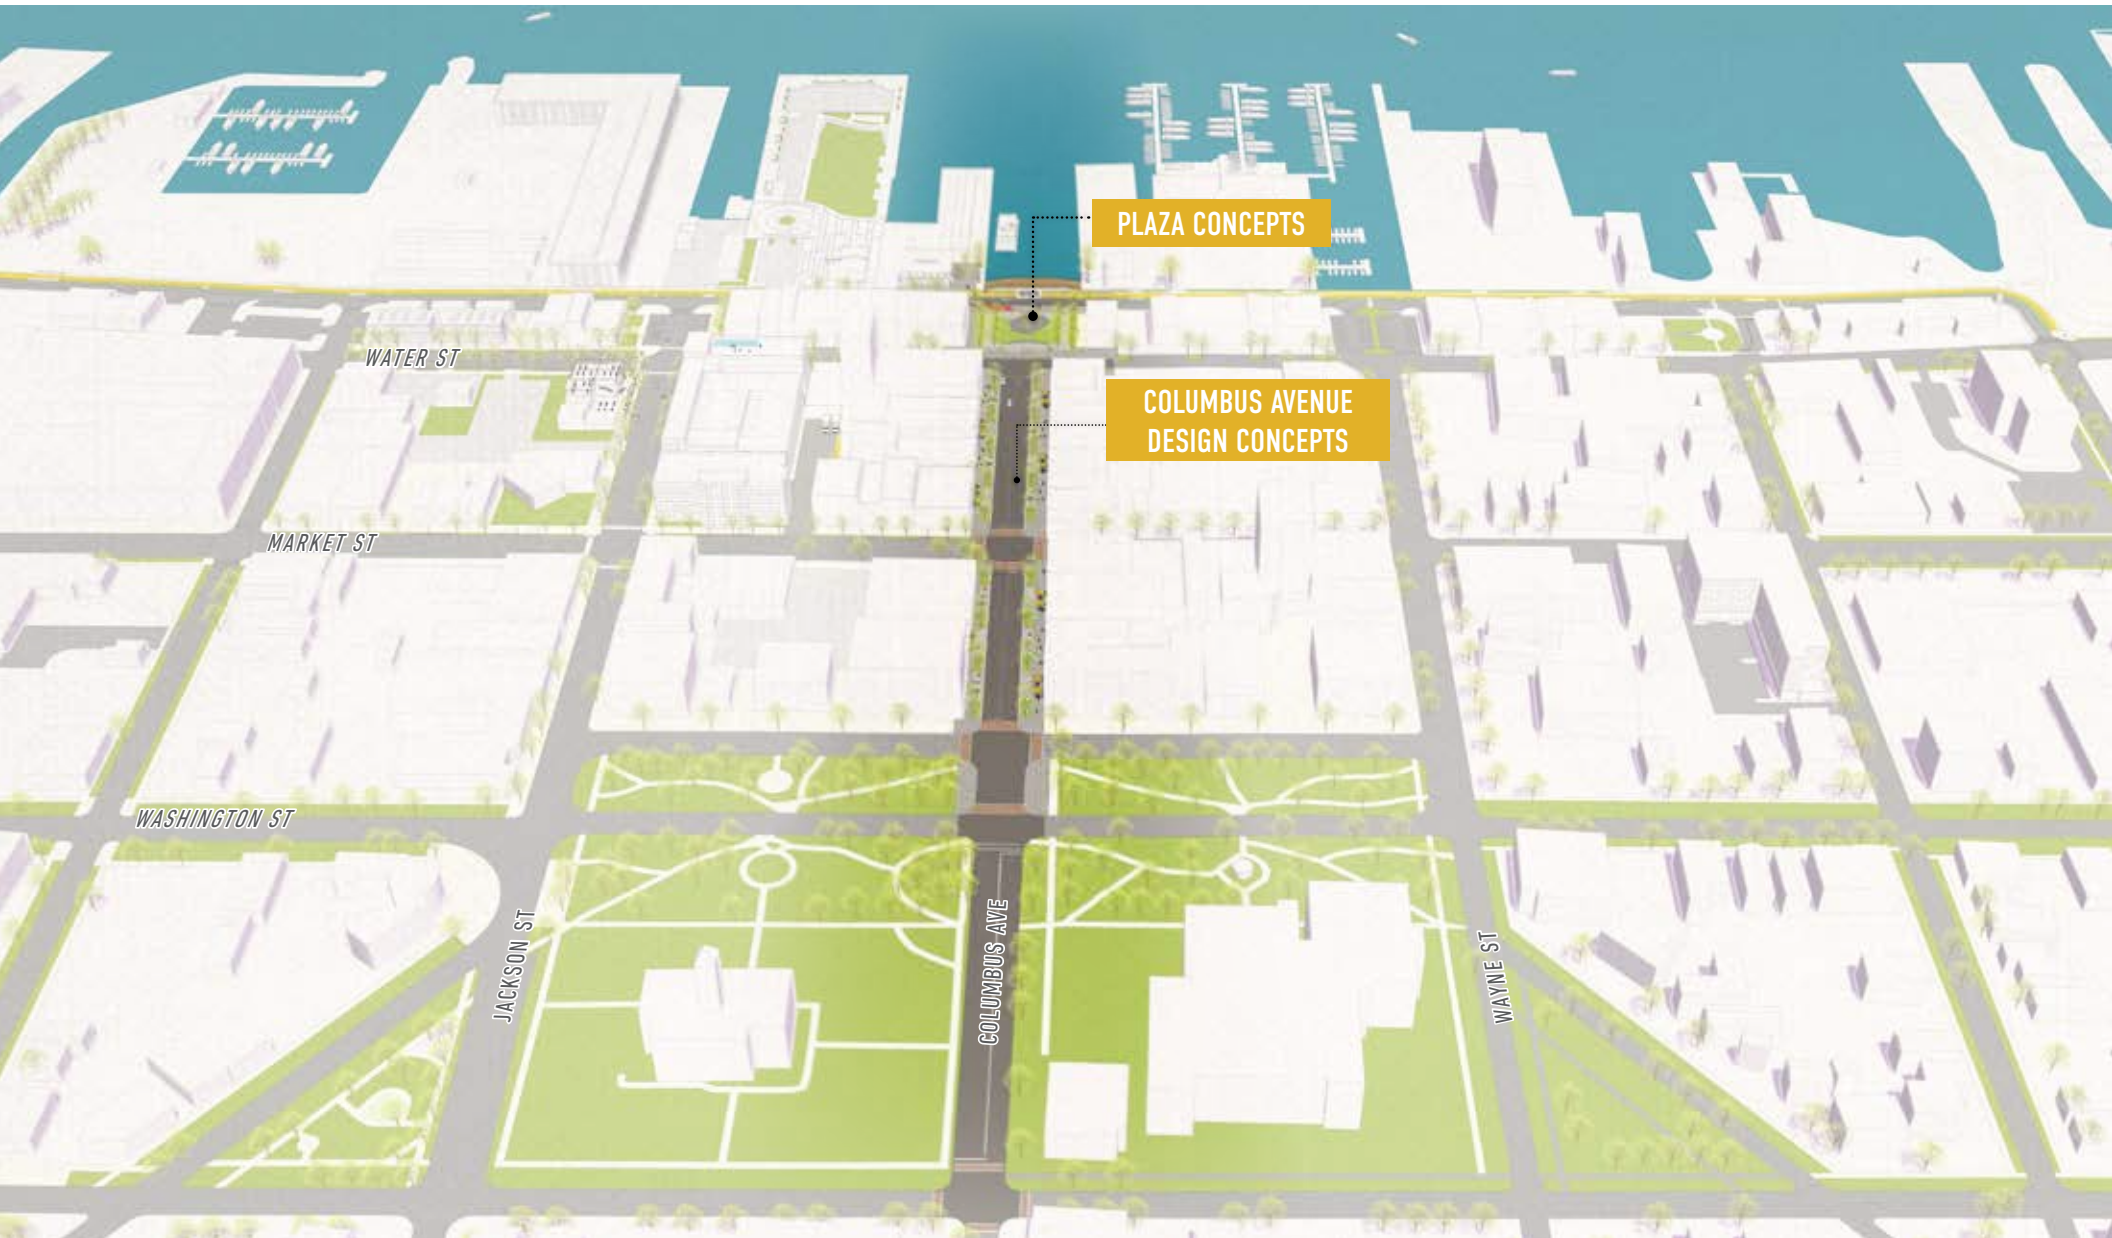 PLAZA CONCEPTS
WATER ST
COLUMBUS AVENUE
DESIGN CONCEPTS
MARKET ST
WASHINGTON ST
JACKSON ST
COLUMBUS AVE
WAYNE ST